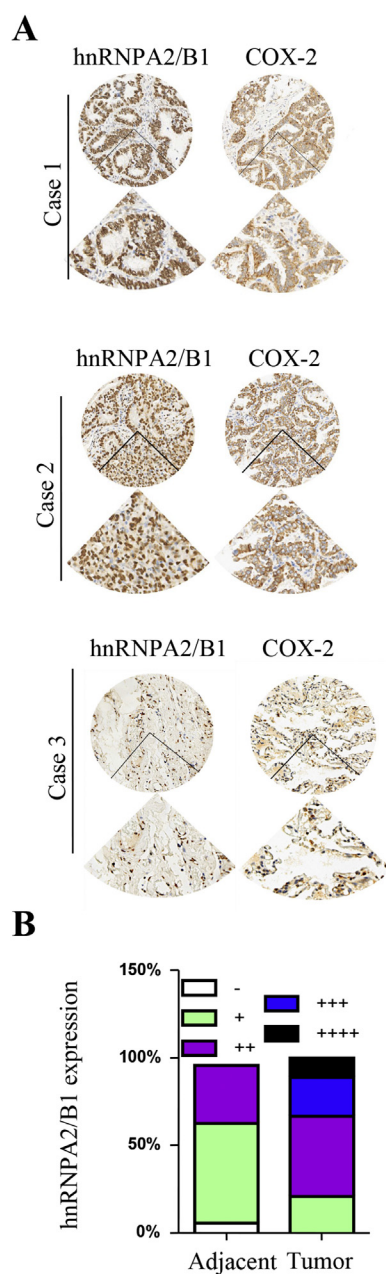 A
hnRNPA2/B1 COX-2
Case 1
hnRNPA2/B1 COX-2
Case 2
hnRNPA2/B1 COX-2
Case 3
B
hnRNPA2/B1 expression
150%
100%
50%
0%
-
+
++
+++
++++
Adjacent Tumor